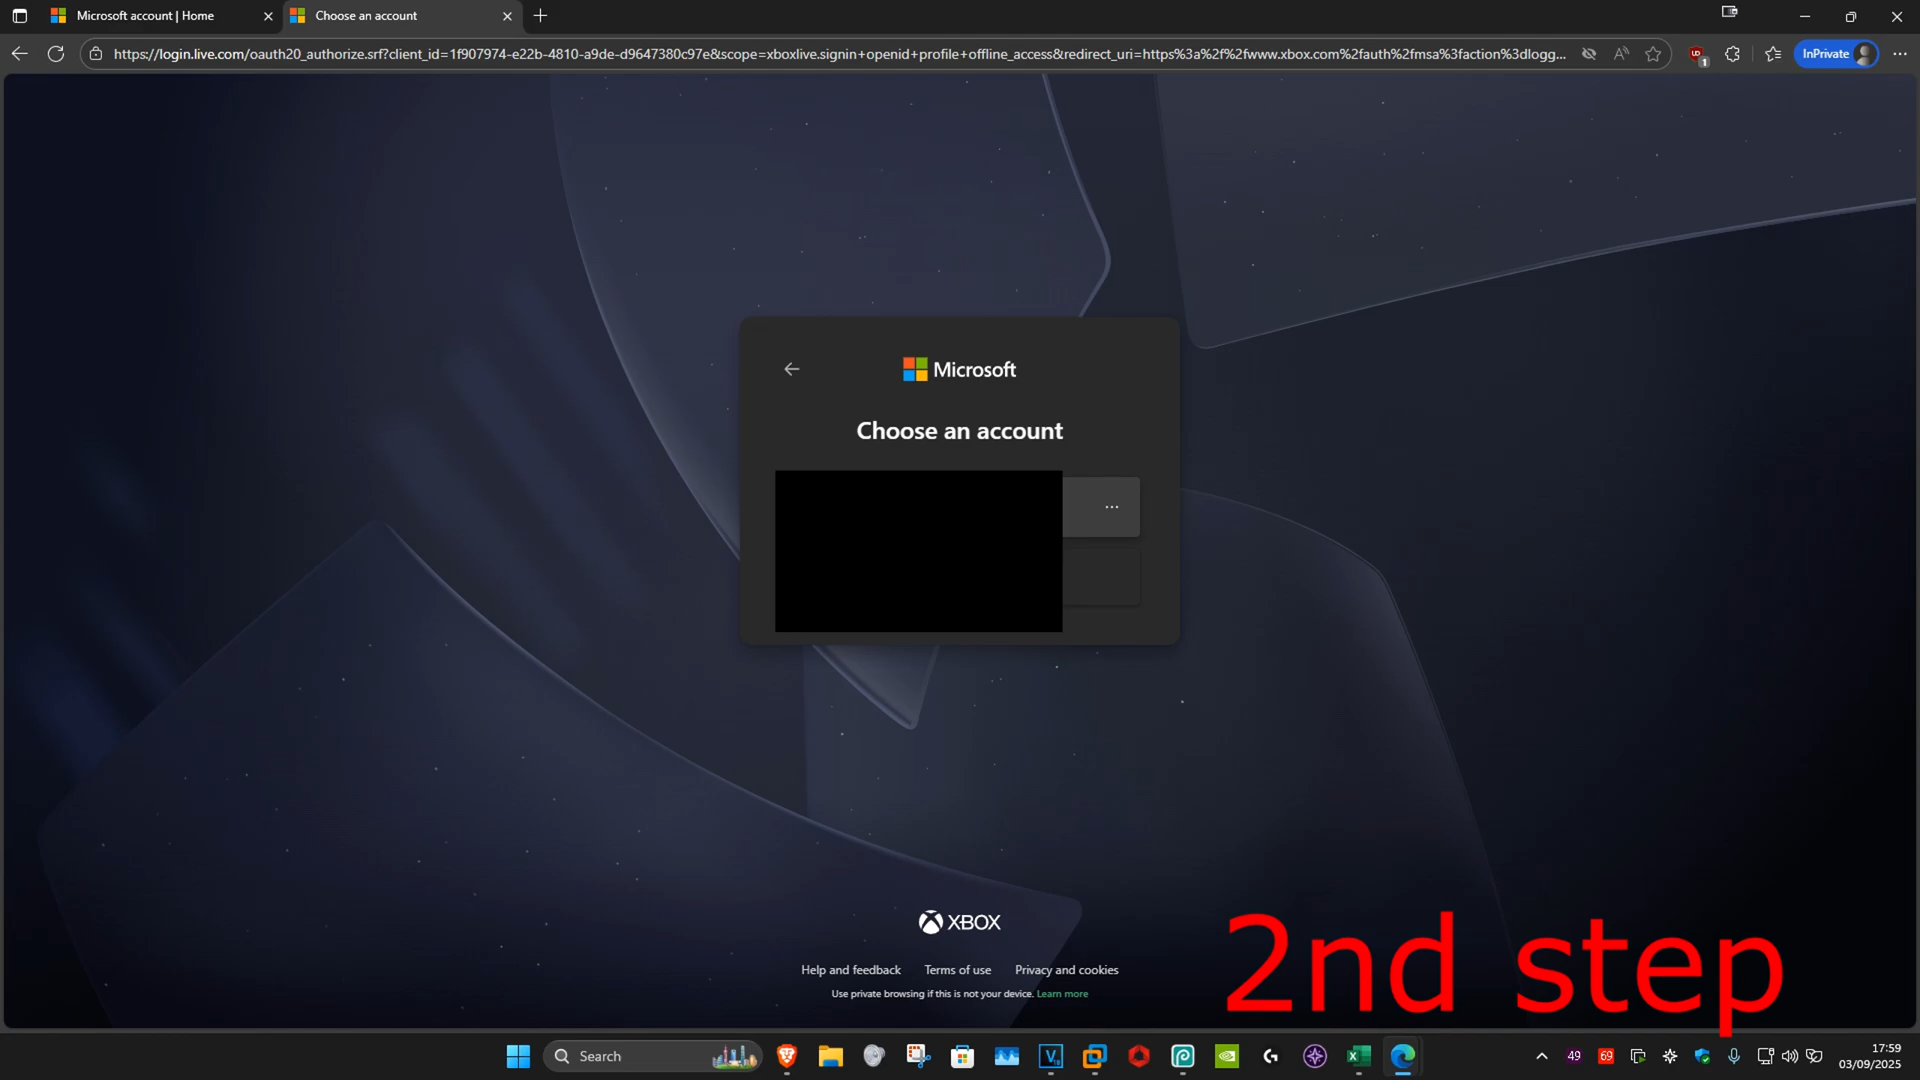 Microsoft account | Home
Choose an account
https://login.live.com/oauth20_authorize.srf?client_id=1f907974-e22b-4810-a9de-d9647380c97e&scope=xboxlive.signin+openid+profile+offline_access&redirect_uri=https%3a%2f%2fwww.xbox.com%2fauth%2fmsa%3faction%3dlogg...
1
InPrivate
Microsoft
Choose an account
XBOX
Help and feedback
Terms of use
Privacy and cookies
Use private browsing if this is not your device. Learn more
2nd step
Search
49
69
17:59
03/09/2025